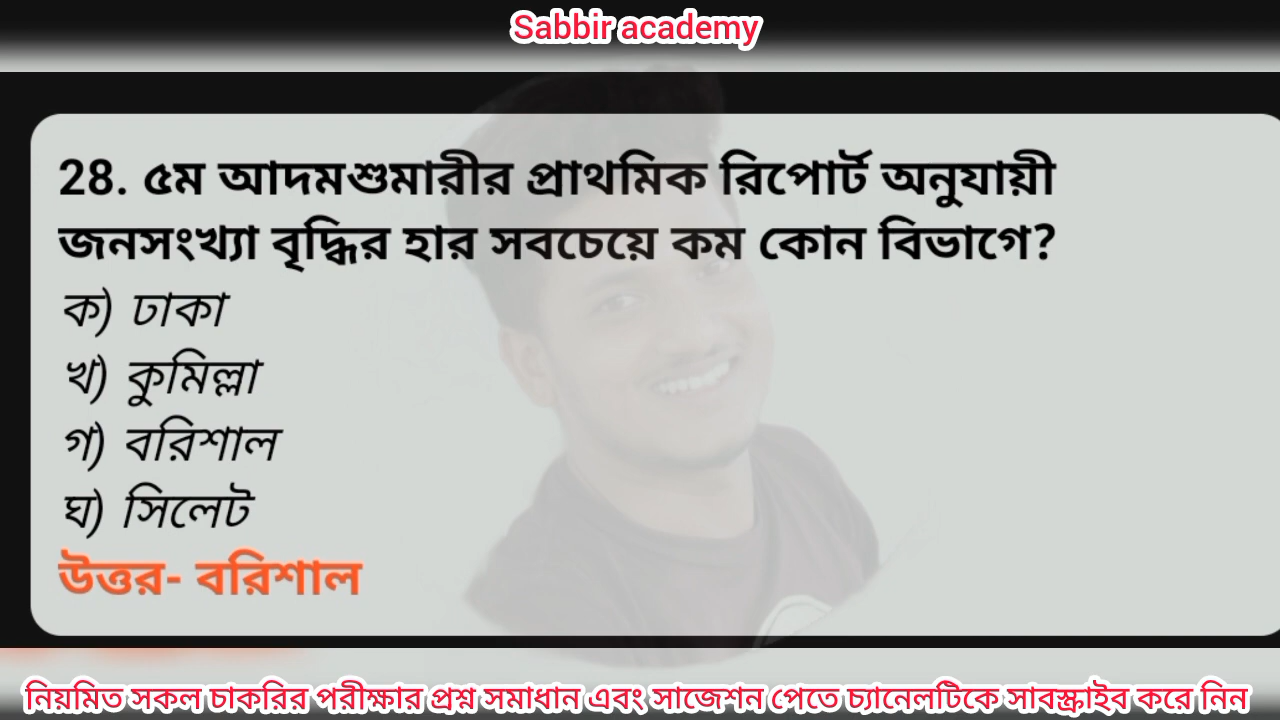 Sabbir academy
28. ৫ম আদমশুমারীর প্রাথমিক রিপোর্ট অনুযায়ী
জনসংখ্যা বৃদ্ধির হার সবচেয়ে কম কোন বিভাগে?
ক) ঢাকা
খ) কুমিল্লা
গ) বরিশাল
ঘ) সিলেট
উত্তর- বরিশাল
নিয়মিত সকল চাকরির পরীক্ষার প্রশ্ন সমাধান এবং সাজেশন পেতে চ্যানেলটিকে সাবস্ক্রাইব করে নিন